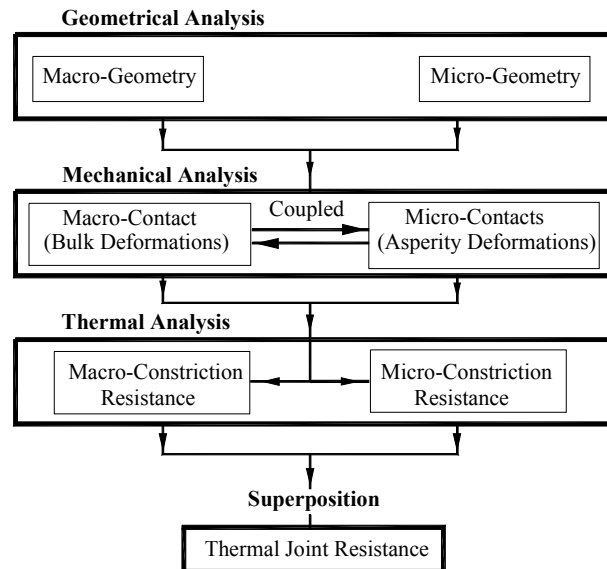 Geometrical Analysis
Macro-Geometry
Micro-Geometry
Mechanical Analysis
Macro-Contact
(Bulk Deformations)
Coupled
Micro-Contacts
(Asperity Deformations)
Thermal Analysis
Macro-Constriction
Resistance
Micro-Constriction
Resistance
Superposition
Thermal Joint Resistance